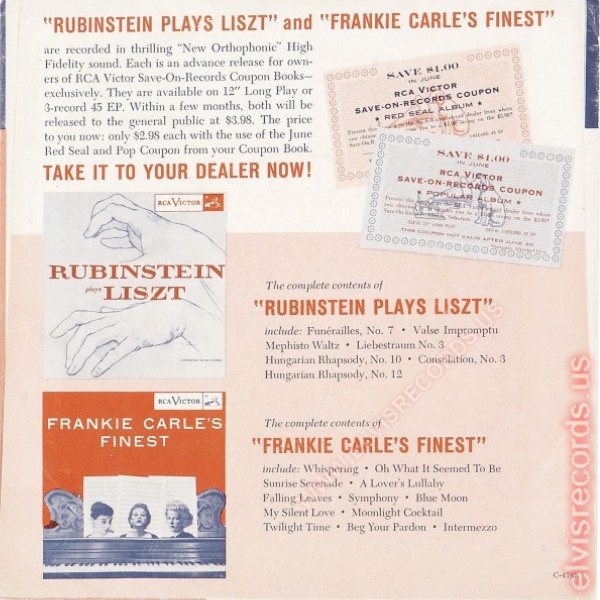 "RUBINSTEIN PLAYS LISZT" and "FRANKIE CARLE'S FINEST"
are recorded in thrilling "New Orthophonic" High
Fidelity sound. Each is an advance release for own-
ers of RCA Victor Save-On-Records Coupon Books—
exclusively. They are available on 12" Long Play or
3-record 45 EP. Within a few months, both will be
released to the general public at $3.98. The price
to you now: only $2.98 each with the use of the June
Red Seal and Pop Coupon from your Coupon Book.
TAKE IT TO YOUR DEALER NOW!
SAVE $1.00
IN JUNE
RCA VICTOR
SAVE-ON-RECORDS COUPON
★ RED SEAL ALBUM ★
SAVE $1.00
IN JUNE
RCA VICTOR
SAVE-ON-RECORDS COUPON
★ POPULAR ALBUM ★
THIS COUPON NOT VALID AFTER JUNE 30
RCA VICTOR
RUBINSTEIN
plays LISZT
The complete contents of
"RUBINSTEIN PLAYS LISZT"
include: Funérailles, No. 7 • Valse Impromptu
Mephisto Waltz • Liebestraum No. 3
Hungarian Rhapsody, No. 10 • Consolation, No. 3
Hungarian Rhapsody, No. 12
RCA VICTOR
FRANKIE CARLE'S
FINEST
The complete contents of
"FRANKIE CARLE'S FINEST"
include: Whispering • Oh What It Seemed To Be
Sunrise Serenade • A Lover's Lullaby
Falling Leaves • Symphony • Blue Moon
My Silent Love • Moonlight Cocktail
Twilight Time • Beg Your Pardon • Intermezzo
elvisrecords.us
WWW.ELVISRECORDS.US